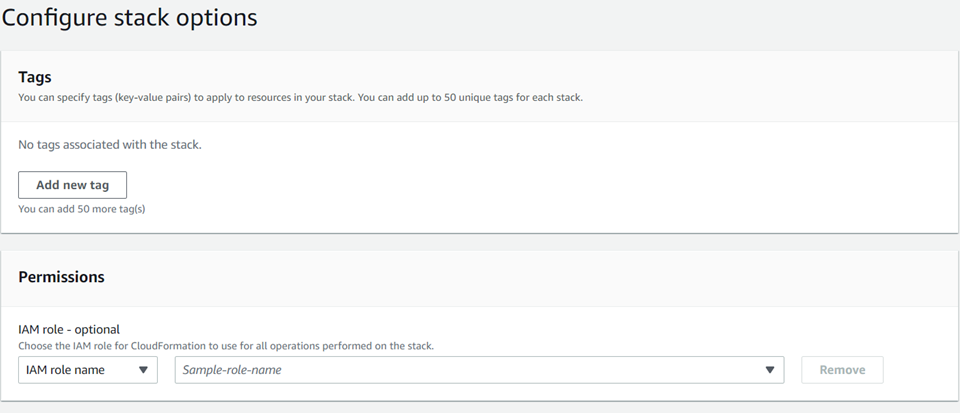 Configure stack options
Tags
You can specify tags (key-value pairs) to apply to resources in your stack. You can add up to 50 unique tags for each stack.
No tags associated with the stack.
Add new tag
You can add 50 more tag(s)
Permissions
IAM role - optional
Choose the IAM role for CloudFormation to use for all operations performed on the stack.
IAM role name Sample-role-name Remove